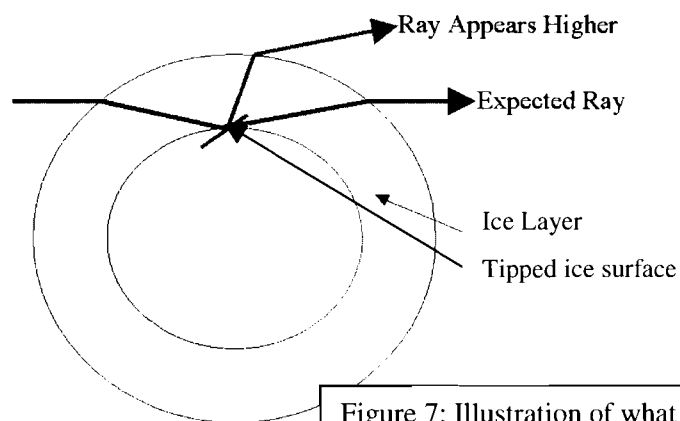 Ray Appears Higher
Expected Ray
Ice Layer
Tipped ice surface
Figure 7: Illustration of what